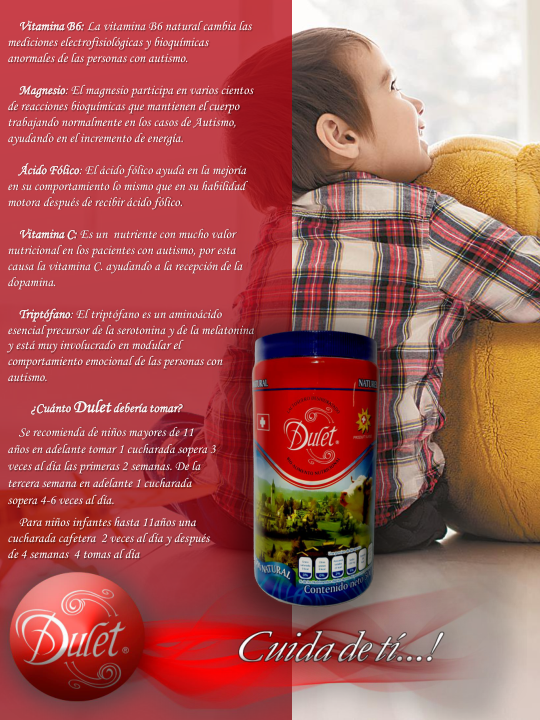 Vitamina B6: La vitamina B6 natural cambia las
mediciones electrofisiológicas y bioquímicas
anormales de las personas con autismo.
Magnesio: El magnesio participa en varios cientos
de reacciones bioquímicas que mantienen el cuerpo
trabajando normalmente en los casos de Autismo,
ayudando en el incremento de energía.
Ácido Fólico: El ácido fólico ayuda en la mejoría
en su comportamiento lo mismo que en su habilidad
motora después de recibir ácido fólico.
Vitamina C: Es un nutriente con mucho valor
nutricional en los pacientes con autismo, por esta
causa la vitamina C. ayudando a la recepción de la
dopamina.
Triptófano: El triptófano es un aminoácido
esencial precursor de la serotonina y de la melatonina
y está muy involucrado en modular el
comportamiento emocional de las personas con
autismo.
¿Cuánto Dulet debería tomar?
Se recomienda de niños mayores de 11
años en adelante tomar 1 cucharada sopera 3
veces al día las primeras 2 semanas. De la
tercera semana en adelante 1 cucharada
sopera 4-6 veces al día.
Para niños infantes hasta 11años una
cucharada cafetera 2 veces al día y después
de 4 semanas 4 tomas al día
Dulet®
NATURAL
Contenido neto
Dulet®
Cuida de tí...!